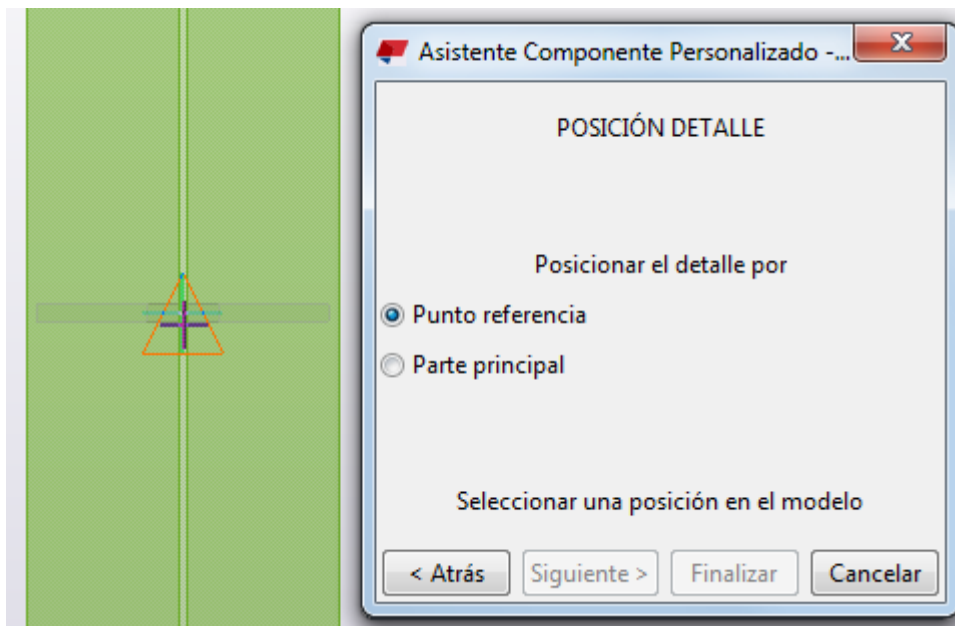 Asistente Componente Personalizado -...
POSICIÓN DETALLE
Posicionar el detalle por
Punto referencia
Parte principal
Seleccionar una posición en el modelo
< Atrás
Siguiente >
Finalizar
Cancelar